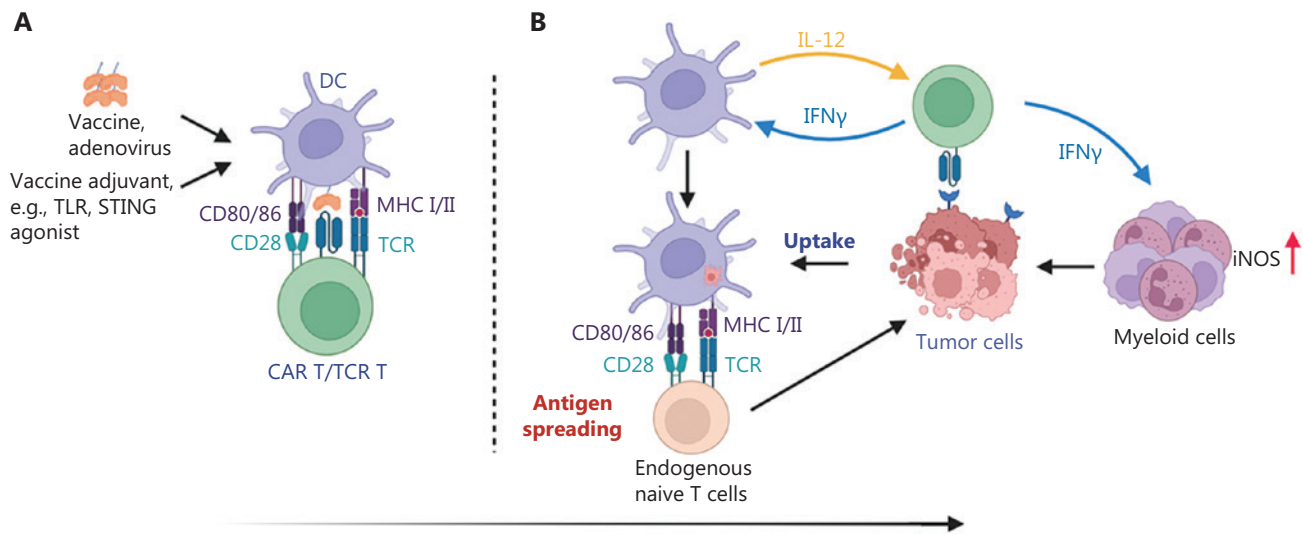 A
Vaccine,
adenovirus
Vaccine adjuvant,
e.g., TLR, STING
agonist
DC
CD80/86
MHC I/II
CD28
TCR
CAR T/TCR T
B
IL-12
IFNγ
IFNγ
Uptake
iNOS
CD80/86
MHC I/II
CD28
TCR
Tumor cells
Myeloid cells
Antigen
spreading
Endogenous
naive T cells